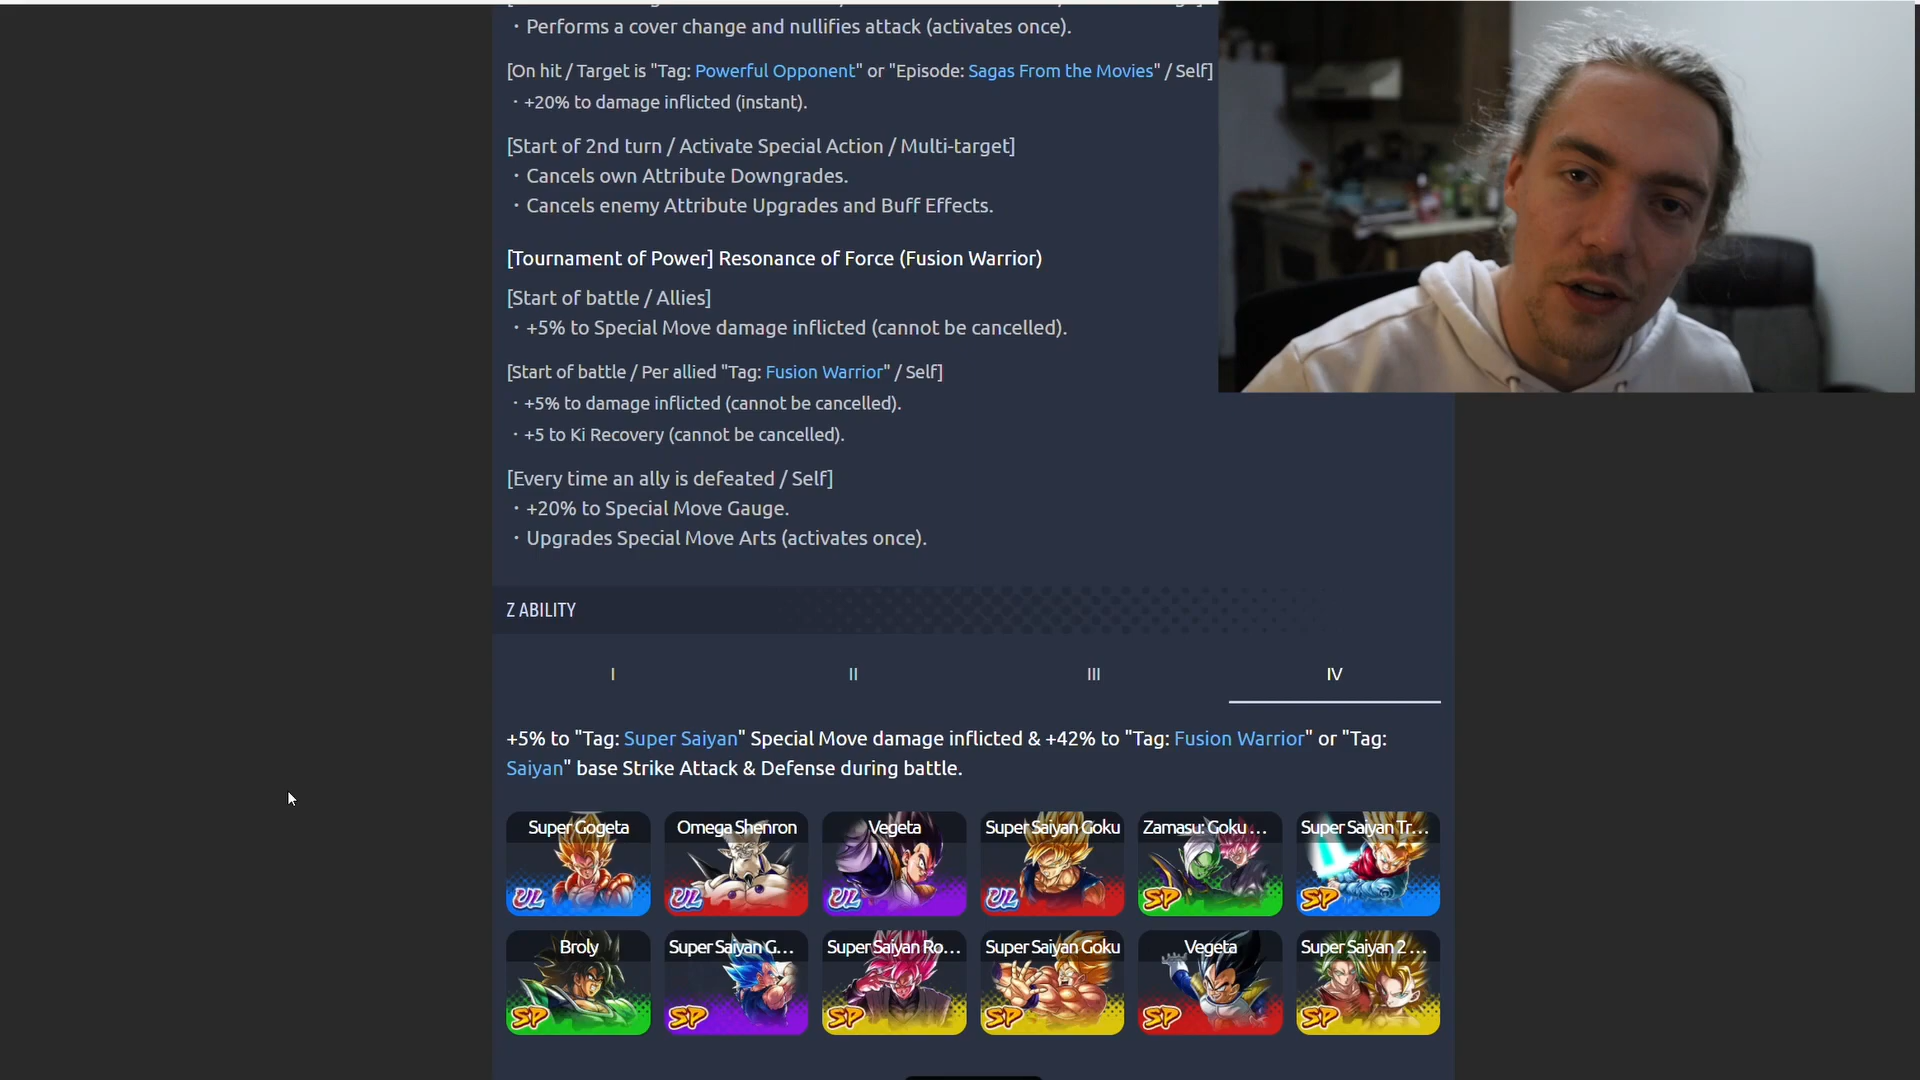 ・Performs a cover change and nullifies attack (activates once).
[On hit / Target is "Tag: Powerful Opponent" or "Episode: Sagas From the Movies" / Self]
・+20% to damage inflicted (instant).
[Start of 2nd turn / Activate Special Action / Multi-target]
・Cancels own Attribute Downgrades.
・Cancels enemy Attribute Upgrades and Buff Effects.
[Tournament of Power] Resonance of Force (Fusion Warrior)
[Start of battle / Allies]
・+5% to Special Move damage inflicted (cannot be cancelled).
[Start of battle / Per allied "Tag: Fusion Warrior" / Self]
・+5% to damage inflicted (cannot be cancelled).
・+5 to Ki Recovery (cannot be cancelled).
[Every time an ally is defeated / Self]
・+20% to Special Move Gauge.
・Upgrades Special Move Arts (activates once).
Z ABILITY
I II III IV
+5% to "Tag: Super Saiyan" Special Move damage inflicted & +42% to "Tag: Fusion Warrior" or "Tag:
Saiyan" base Strike Attack & Defense during battle.
Super Gogeta Omega Shenron Vegeta Super Saiyan Goku Zamasu: Goku ... Super Saiyan Tr...
UL UL UL UL SP SP
Broly Super Saiyan G... Super Saiyan Ro... Super Saiyan Goku Vegeta Super Saiyan 2 ...
SP SP SP SP SP SP